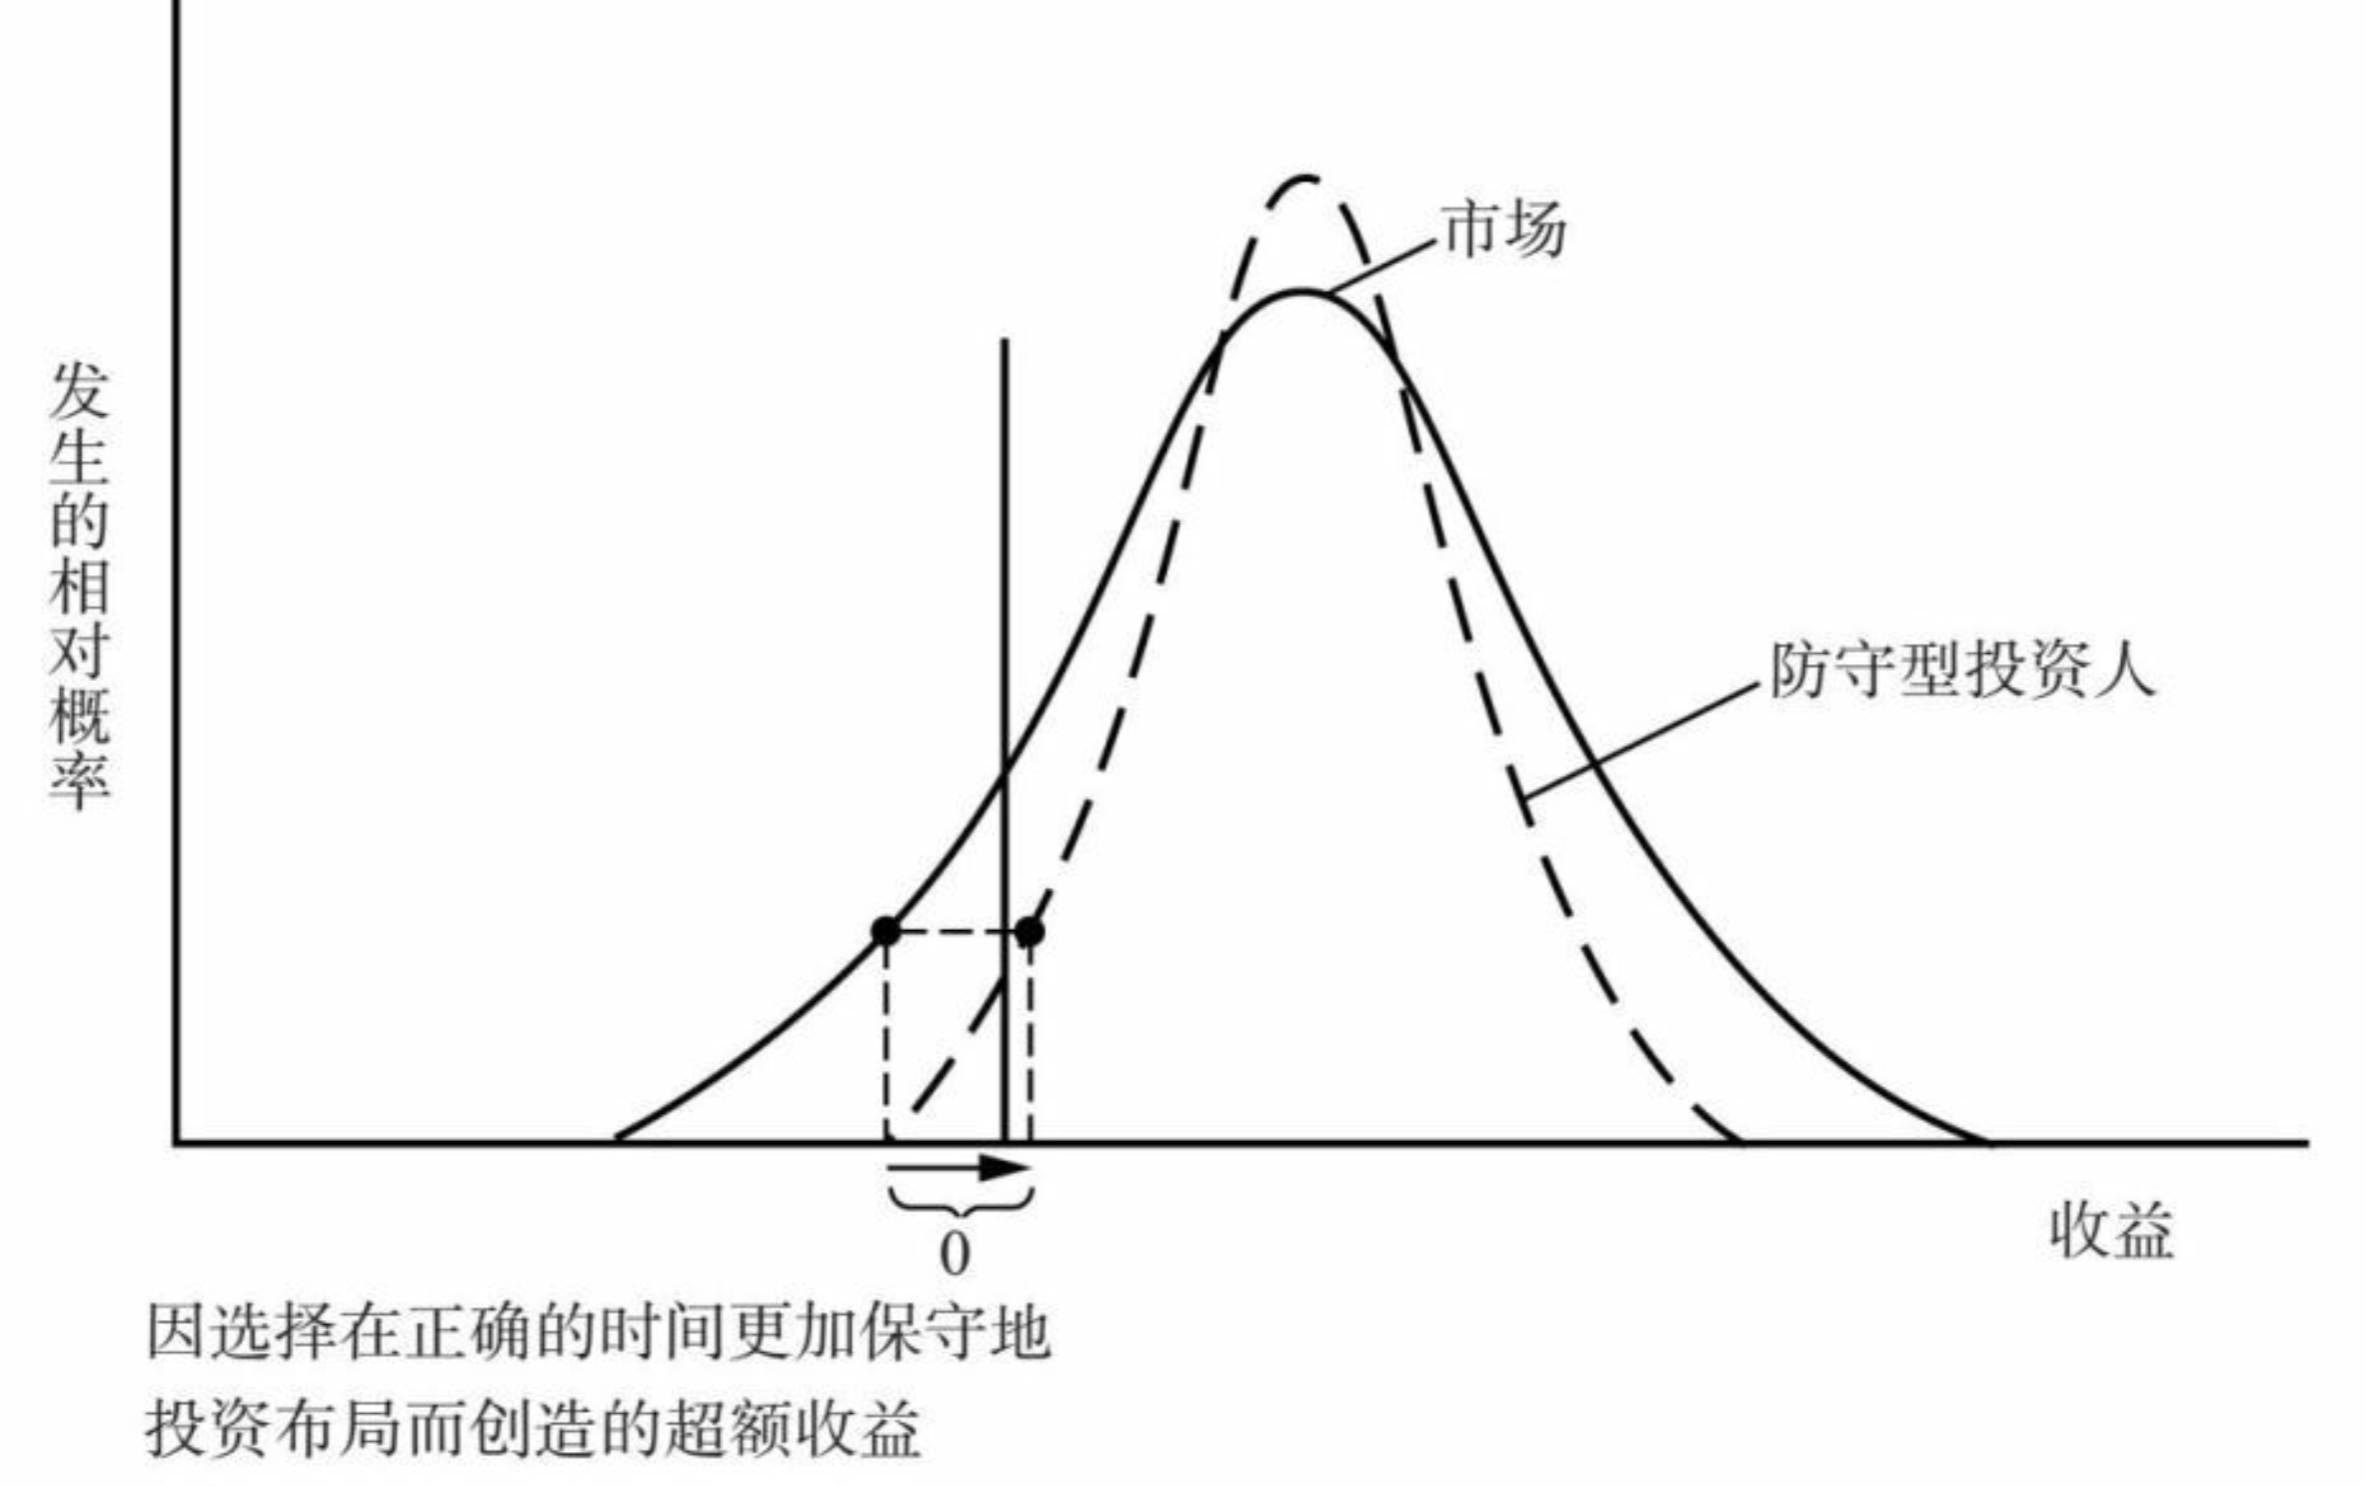 市场
发生的相对概率
防守型投资人
收益
0
因选择在正确的时间更加保守地
投资布局而创造的超额收益